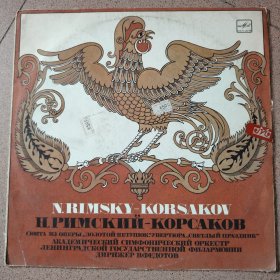 N.RIMSKY-KORSAKOV
Н.РИМСКИЙ-КОРСАКОВ
СЮИТА ИЗ ОПЕРЫ „ЗОЛОТОЙ ПЕТУШОК“, УВЕРТЮРА „СВЕТЛЫЙ ПРАЗДНИК“
АКАДЕМИЧЕСКИЙ СИМФОНИЧЕСКИЙ ОРКЕСТР
ЛЕНИНГРАДСКОЙ ГОСУДАРСТВЕННОЙ ФИЛАРМОНИИ
ДИРИЖЕР В.ФЕДОТОВ